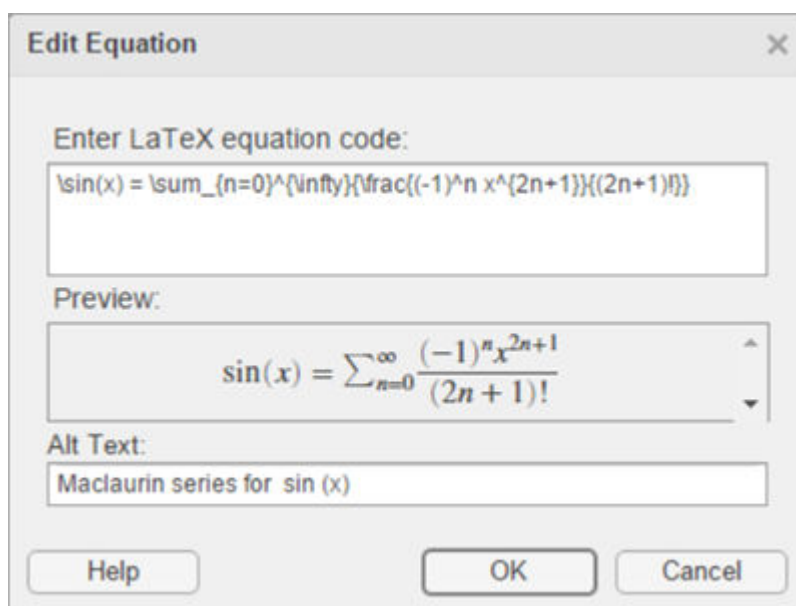 Edit Equation ×
Enter LaTeX equation code:
\sin(x) = \sum_{n=0}^{\infty}{\frac{(-1)^n x^{2n+1}}{(2n+1)!}}
Preview:
sin(x) = ∑_{n=0}^{∞} \frac{(-1)^n x^{2n+1}}{(2n + 1)!}
Alt Text:
Maclaurin series for sin (x)
Help OK Cancel